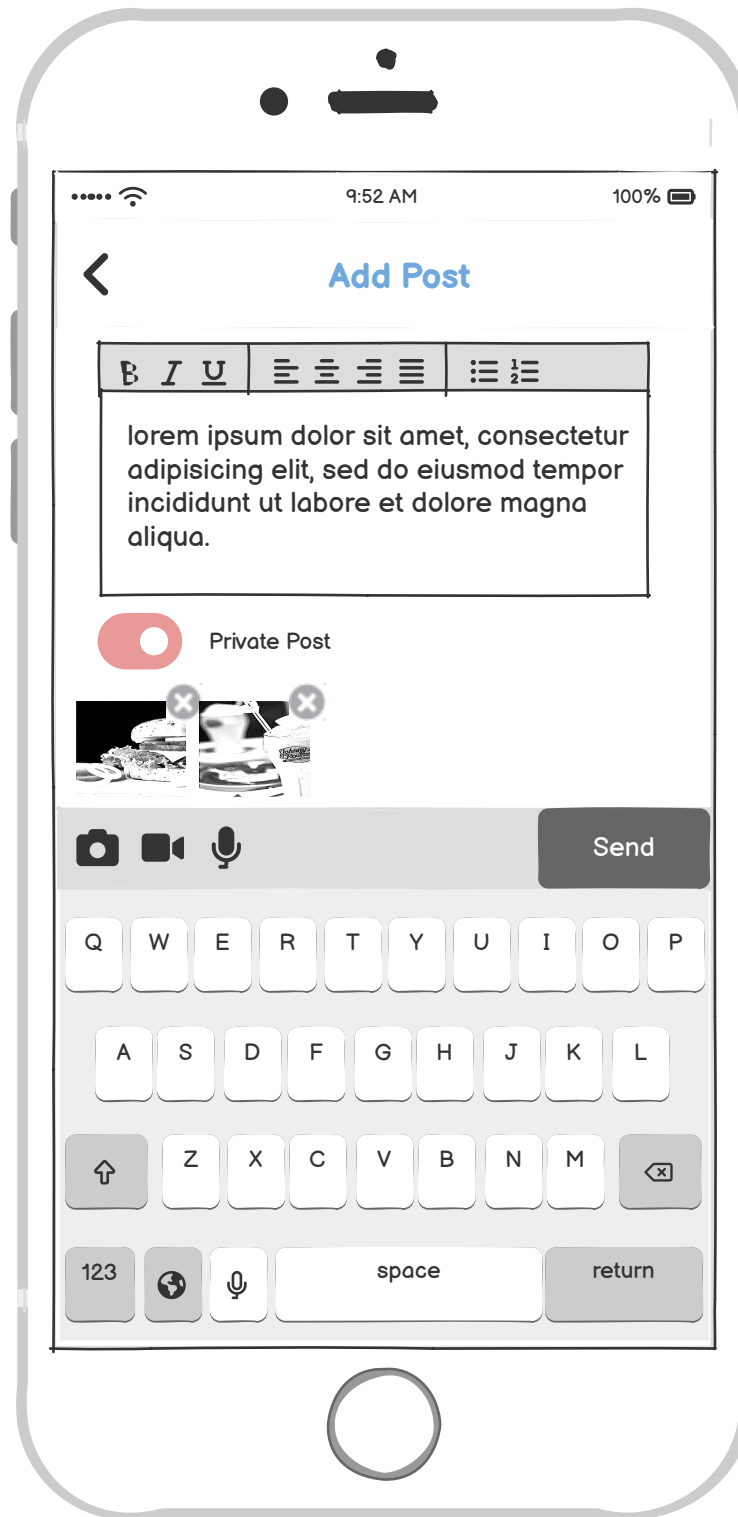 9:52 AM 100%
Add Post
B I U
lorem ipsum dolor sit amet, consectetur
adipisicing elit, sed do eiusmod tempor
incididunt ut labore et dolore magna
aliqua.
Private Post
Send
Q W E R T Y U I O P
A S D F G H J K L
Z X C V B N M
123 space return